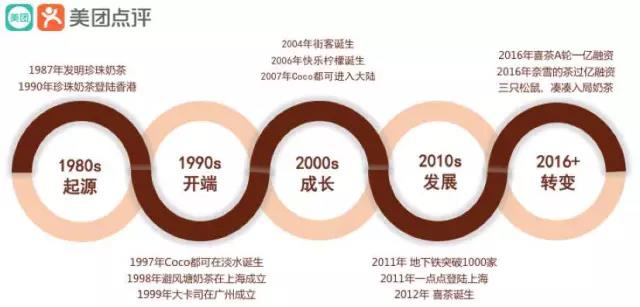 美团 美团点评
1987年发明珍珠奶茶
1990年珍珠奶茶登陆香港
2004年街客诞生
2006年快乐柠檬诞生
2007年Coco都可进入大陆
2016年喜茶A轮一亿融资
2016年奈雪的茶过亿融资
三只松鼠、凑凑入局奶茶
1980s
起源
1990s
开端
2000s
成长
2010s
发展
2016+
转变
1997年Coco都可在淡水诞生
1998年避风塘奶茶在上海成立
1999年大卡司在广州成立
2011年 地下铁突破1000家
2011年一点点登陆上海
2012年 喜茶诞生